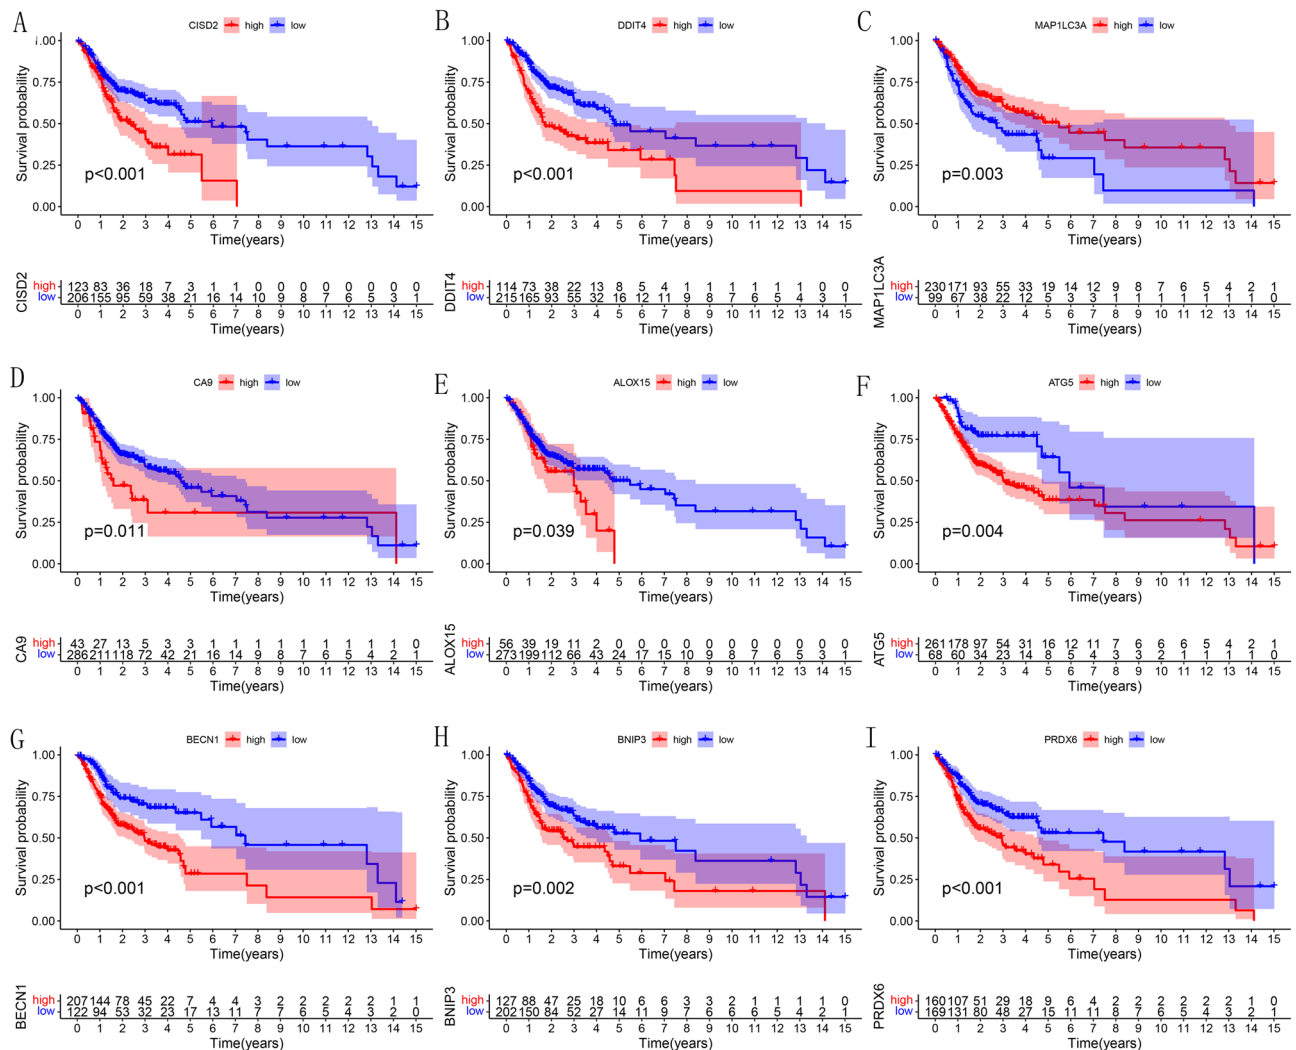 A
CISD2 high low
1.00
0.75
0.50
0.25
0.00
Survival probability
p<0.001
0 1 2 3 4 5 6 7 8 9 10 11 12 13 14 15
Time(years)
CISD2
high 123 83 36 18 7 3 1 1 0 0 0 0 0 0 0 0
low 206 155 95 59 38 21 16 14 10 9 8 7 6 5 3 1
0 1 2 3 4 5 6 7 8 9 10 11 12 13 14 15
Time(years)
B
DDIT4 high low
1.00
0.75
0.50
0.25
0.00
Survival probability
p<0.001
0 1 2 3 4 5 6 7 8 9 10 11 12 13 14 15
Time(years)
DDIT4
high 114 73 38 22 13 8 5 4 1 1 1 1 1 1 0 0
low 215 165 93 55 32 16 12 11 9 8 7 6 5 4 3 1
0 1 2 3 4 5 6 7 8 9 10 11 12 13 14 15
Time(years)
C
MAP1LC3A high low
1.00
0.75
0.50
0.25
0.00
Survival probability
p=0.003
0 1 2 3 4 5 6 7 8 9 10 11 12 13 14 15
Time(years)
MAP1LC3A
high 230 171 93 55 33 19 14 12 9 8 7 6 5 4 2 1
low 99 67 38 22 12 5 3 3 1 1 1 1 1 1 1 0
0 1 2 3 4 5 6 7 8 9 10 11 12 13 14 15
Time(years)
D
CA9 high low
1.00
0.75
0.50
0.25
0.00
Survival probability
p=0.011
0 1 2 3 4 5 6 7 8 9 10 11 12 13 14 15
Time(years)
CA9
high 43 27 13 5 3 3 1 1 1 1 1 1 1 1 1 0
low 286 211 118 72 42 21 16 14 9 8 7 6 5 4 2 1
0 1 2 3 4 5 6 7 8 9 10 11 12 13 14 15
Time(years)
E
ALOX15 high low
1.00
0.75
0.50
0.25
0.00
Survival probability
p=0.039
0 1 2 3 4 5 6 7 8 9 10 11 12 13 14 15
Time(years)
ALOX15
high 56 39 19 11 2 0 0 0 0 0 0 0 0 0 0 0
low 273 199 112 66 43 24 17 15 10 9 8 7 6 5 3 1
0 1 2 3 4 5 6 7 8 9 10 11 12 13 14 15
Time(years)
F
ATG5 high low
1.00
0.75
0.50
0.25
0.00
Survival probability
p=0.004
0 1 2 3 4 5 6 7 8 9 10 11 12 13 14 15
Time(years)
ATG5
high 261 178 97 54 31 16 12 11 7 6 6 6 5 4 2 1
low 68 60 34 23 14 8 5 4 3 3 2 1 1 1 1 0
0 1 2 3 4 5 6 7 8 9 10 11 12 13 14 15
Time(years)
G
BECN1 high low
1.00
0.75
0.50
0.25
0.00
Survival probability
p<0.001
0 1 2 3 4 5 6 7 8 9 10 11 12 13 14 15
Time(years)
BECN1
high 207 144 78 45 22 7 4 4 3 2 2 2 2 2 1 1
low 122 94 53 32 23 17 13 11 7 7 6 5 4 3 2 0
0 1 2 3 4 5 6 7 8 9 10 11 12 13 14 15
Time(years)
H
BNIP3 high low
1.00
0.75
0.50
0.25
0.00
Survival probability
p=0.002
0 1 2 3 4 5 6 7 8 9 10 11 12 13 14 15
Time(years)
BNIP3
high 127 88 47 25 18 10 6 6 3 3 2 1 1 1 1 0
low 202 150 84 52 27 14 11 9 7 6 6 6 5 4 2 1
0 1 2 3 4 5 6 7 8 9 10 11 12 13 14 15
Time(years)
I
PRDX6 high low
1.00
0.75
0.50
0.25
0.00
Survival probability
p<0.001
0 1 2 3 4 5 6 7 8 9 10 11 12 13 14 15
Time(years)
PRDX6
high 160 107 51 29 18 9 6 4 2 2 2 2 2 2 1 0
low 169 131 80 48 27 15 11 11 8 7 6 5 4 3 2 1
0 1 2 3 4 5 6 7 8 9 10 11 12 13 14 15
Time(years)